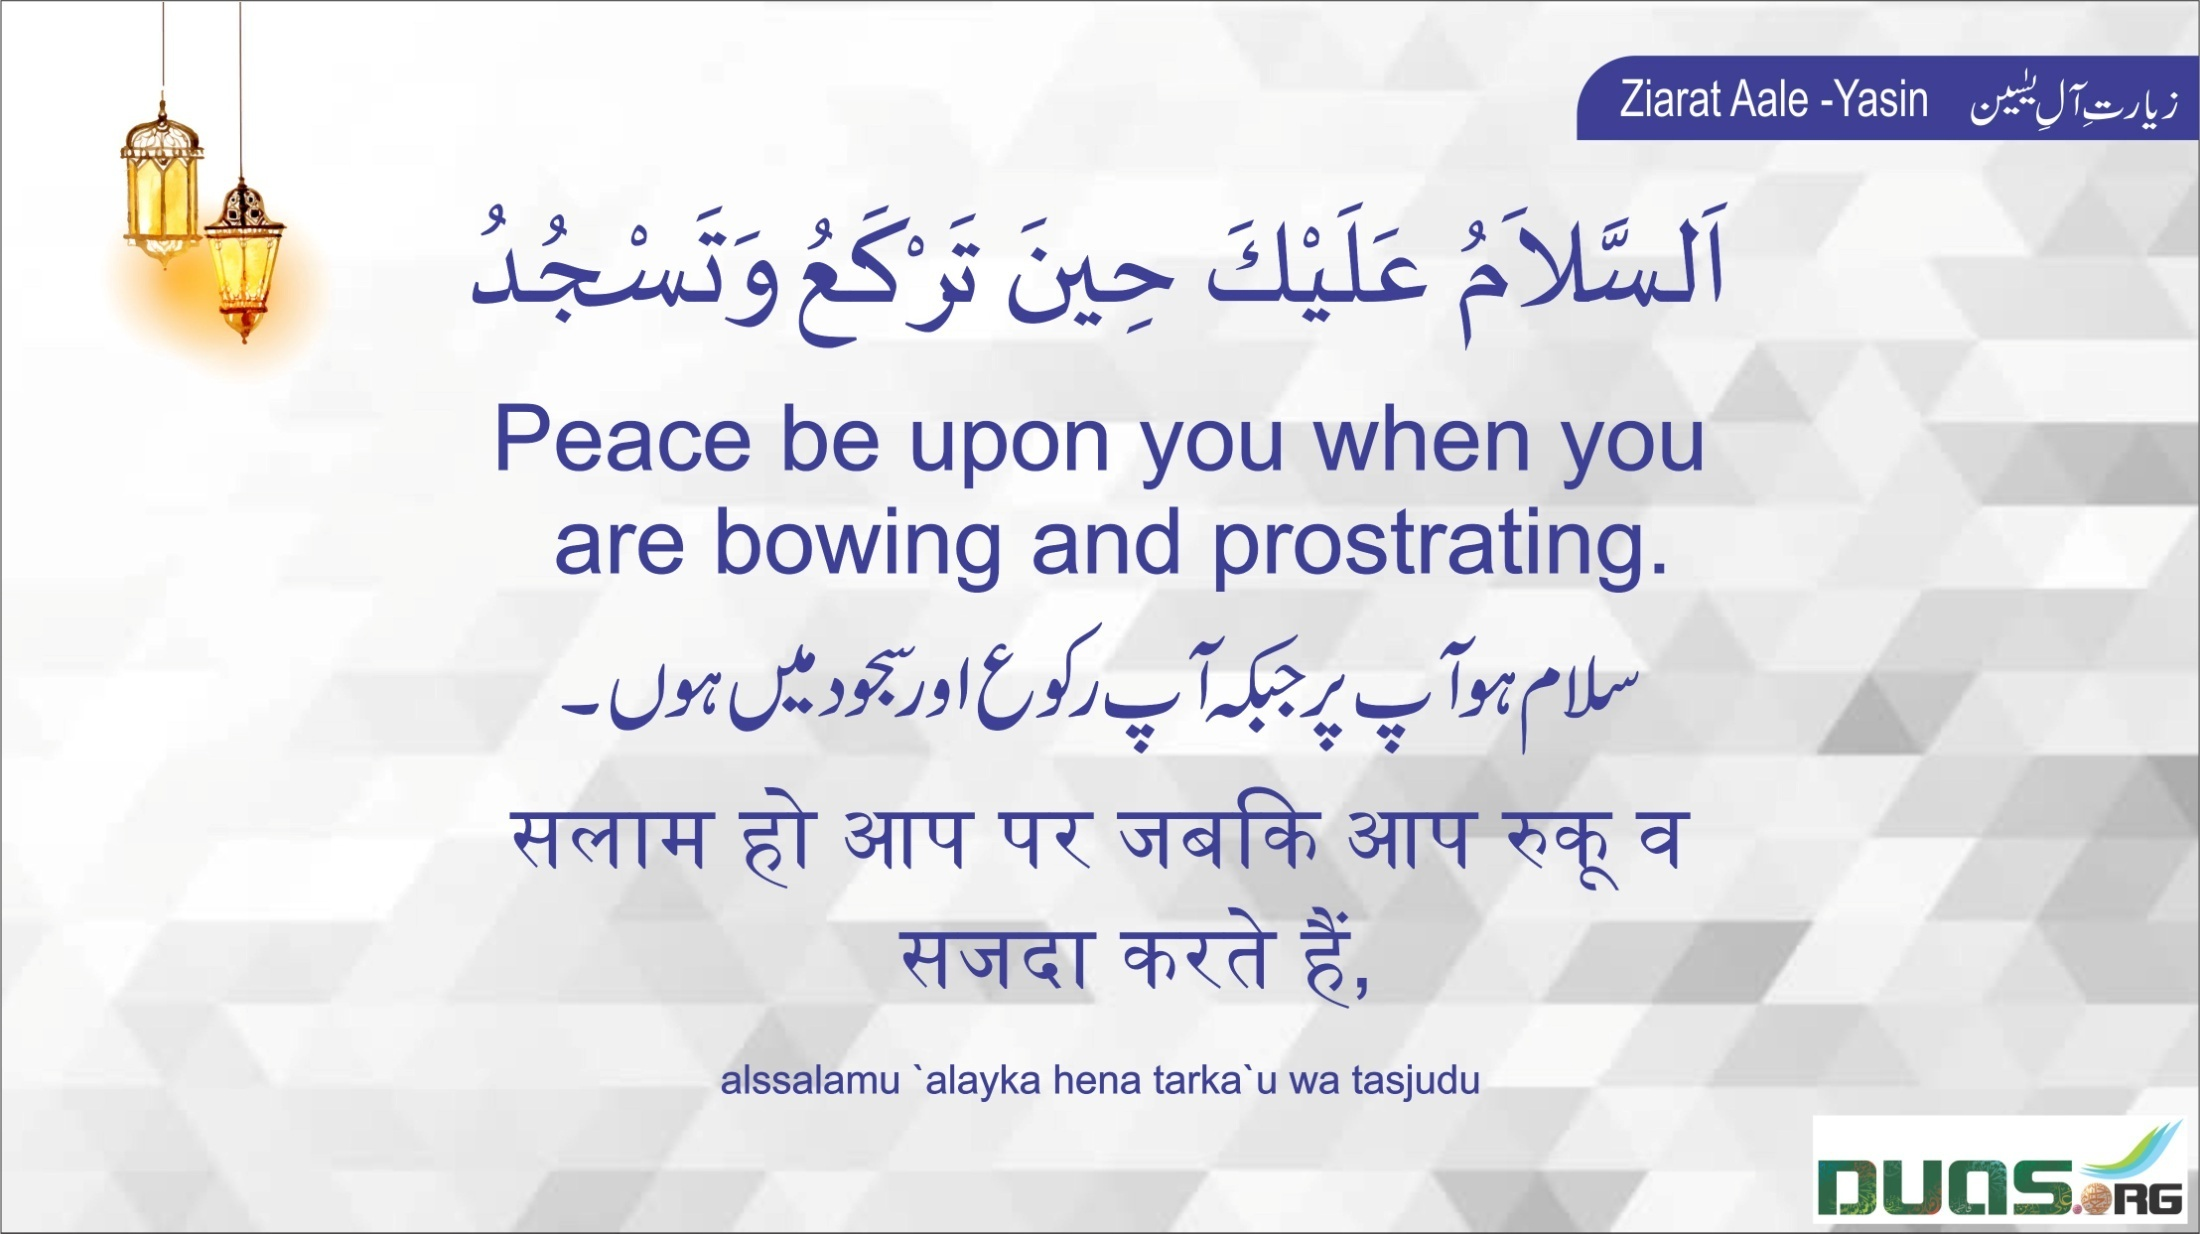 Ziarat Aale -Yasin زیارتِ آلِ یٰسین
اَلسَّلاَمُ عَلَيْكَ حِينَ تَرْكَعُ وَتَسْجُدُ
Peace be upon you when you
are bowing and prostrating.
سلام ہو آپ پر جبکہ آپ رکوع اور سجود میں ہوں۔
सलाम हो आप पर जबकि आप रुकू व
सजदा करते हैं,
alssalamu `alayka hena tarka`u wa tasjudu
DUAS.ORG